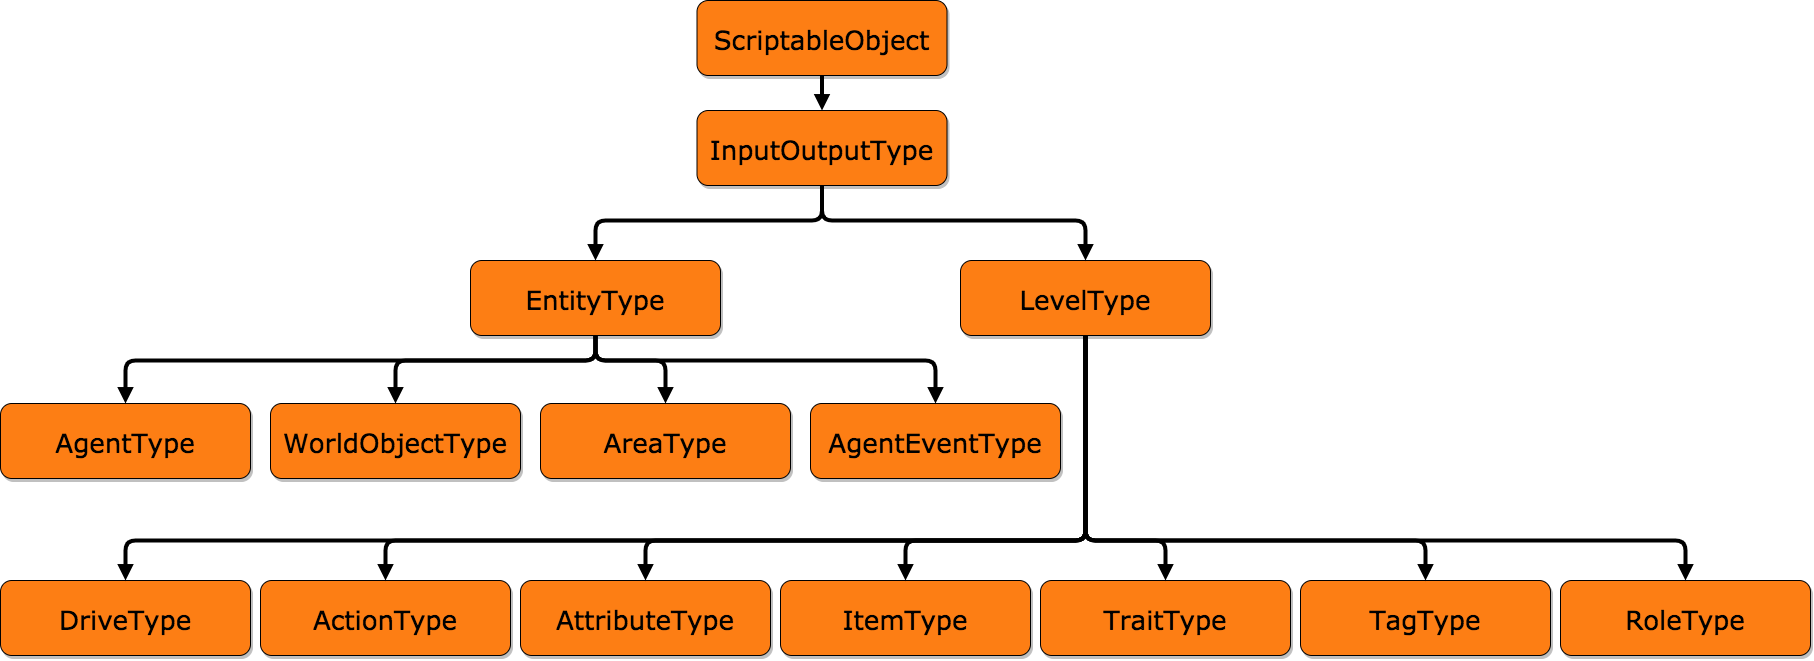 ScriptableObject
InputOutputType
EntityType
LevelType
AgentType
WorldObjectType
AreaType
AgentEventType
DriveType
ActionType
AttributeType
ItemType
TraitType
TagType
RoleType